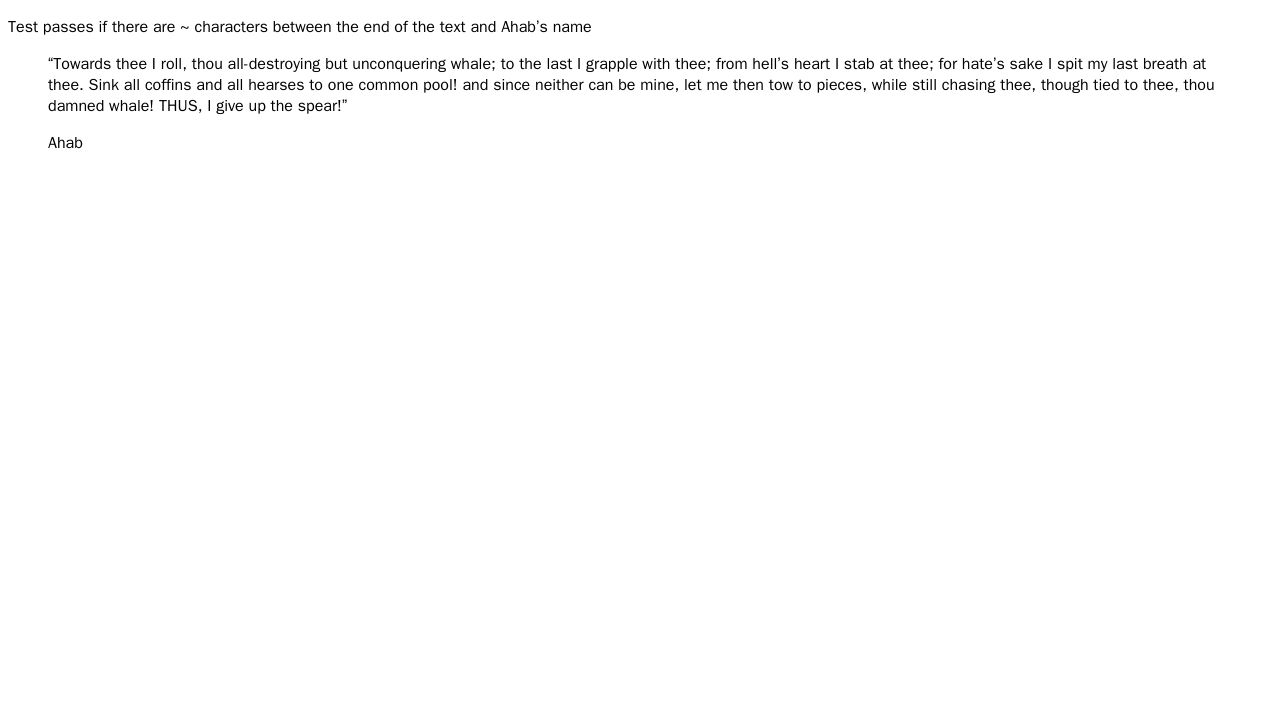 Test passes if there are ~ characters between the end of the text and Ahab’s name
“Towards thee I roll, thou all-destroying but unconquering whale; to the last I grapple with thee; from hell’s heart I stab at thee; for hate’s sake I spit my last breath at
thee. Sink all coffins and all hearses to one common pool! and since neither can be mine, let me then tow to pieces, while still chasing thee, though tied to thee, thou
damned whale! THUS, I give up the spear!”
Ahab